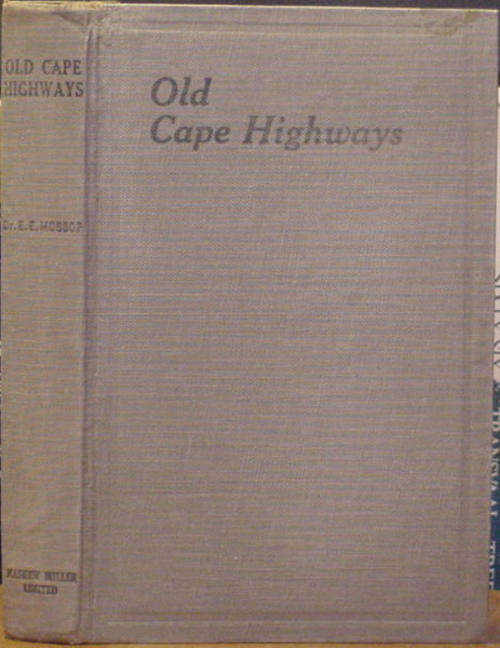 OLD CAPE
HIGHWAYS
Dr. E. E. MOSSOP
MASKEW MILLER
LIMITED
Old
Cape Highways